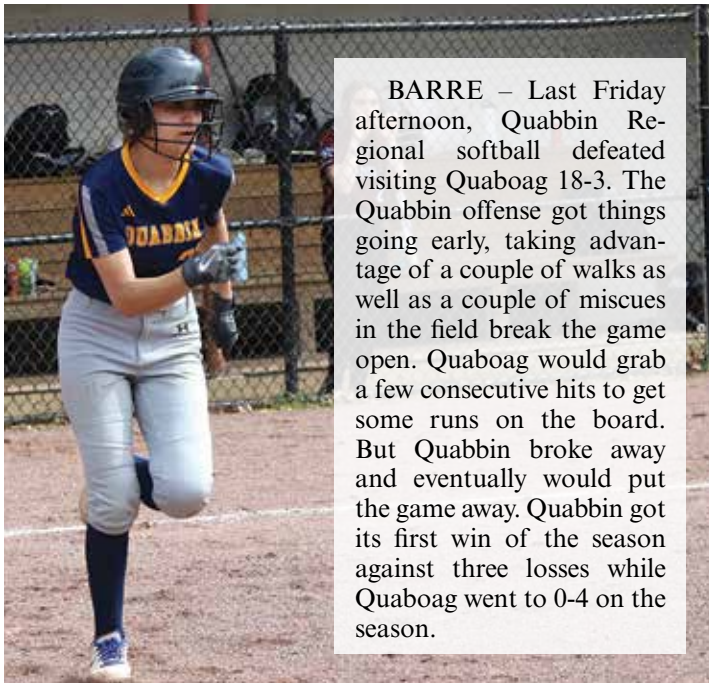 QUABBIN
BARRE – Last Friday
afternoon, Quabbin Re-
gional softball defeated
visiting Quaboag 18-3. The
Quabbin offense got things
going early, taking advan-
tage of a couple of walks as
well as a couple of miscues
in the field break the game
open. Quaboag would grab
a few consecutive hits to get
some runs on the board.
But Quabbin broke away
and eventually would put
the game away. Quabbin got
its first win of the season
against three losses while
Quaboag went to 0-4 on the
season.